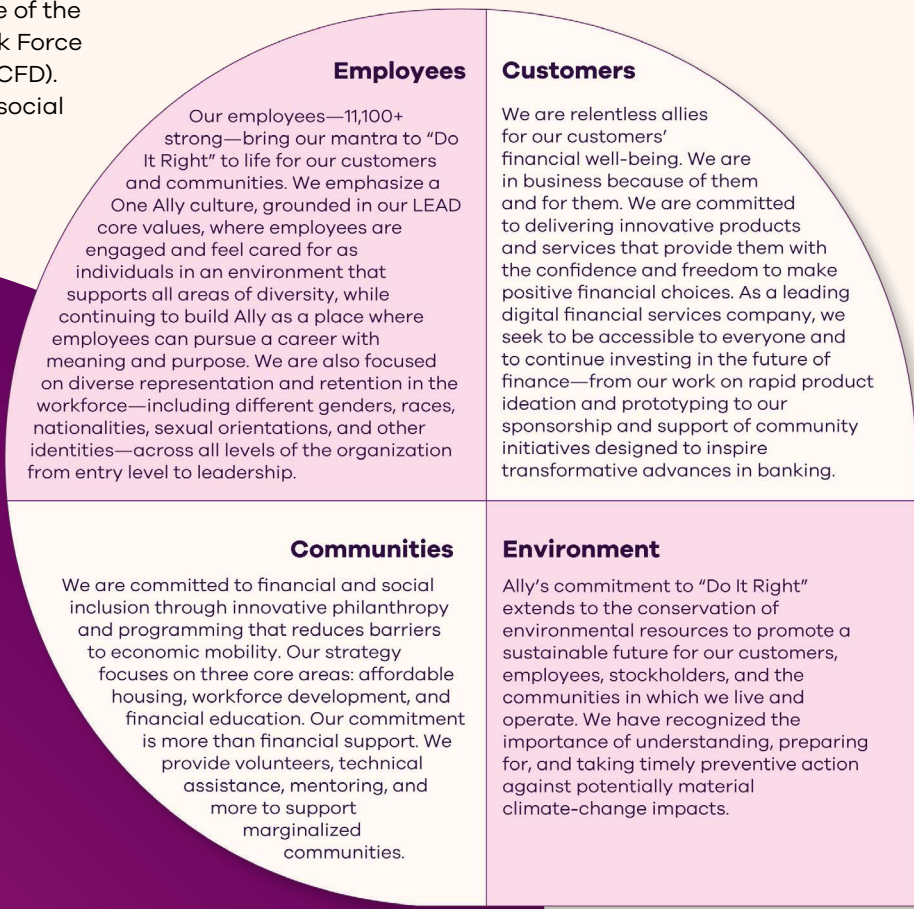 e of the
k Force
CFD).
social
Employees
Our employees—11,100+
strong—bring our mantra to “Do
It Right” to life for our customers
and communities. We emphasize a
One Ally culture, grounded in our LEAD
core values, where employees are
engaged and feel cared for as
individuals in an environment that
supports all areas of diversity, while
continuing to build Ally as a place where
employees can pursue a career with
meaning and purpose. We are also focused
on diverse representation and retention in the
workforce—including different genders, races,
nationalities, sexual orientations, and other
identities—across all levels of the organization
from entry level to leadership.
Customers
We are relentless allies
for our customers’
financial well-being. We are
in business because of them
and for them. We are committed
to delivering innovative products
and services that provide them with
the confidence and freedom to make
positive financial choices. As a leading
digital financial services company, we
seek to be accessible to everyone and
to continue investing in the future of
finance—from our work on rapid product
ideation and prototyping to our
sponsorship and support of community
initiatives designed to inspire
transformative advances in banking.
Communities
We are committed to financial and social
inclusion through innovative philanthropy
and programming that reduces barriers
to economic mobility. Our strategy
focuses on three core areas: affordable
housing, workforce development, and
financial education. Our commitment
is more than financial support. We
provide volunteers, technical
assistance, mentoring, and
more to support
marginalized
communities.
Environment
Ally’s commitment to “Do It Right”
extends to the conservation of
environmental resources to promote a
sustainable future for our customers,
employees, stockholders, and the
communities in which we live and
operate. We have recognized the
importance of understanding, preparing
for, and taking timely preventive action
against potentially material
climate-change impacts.